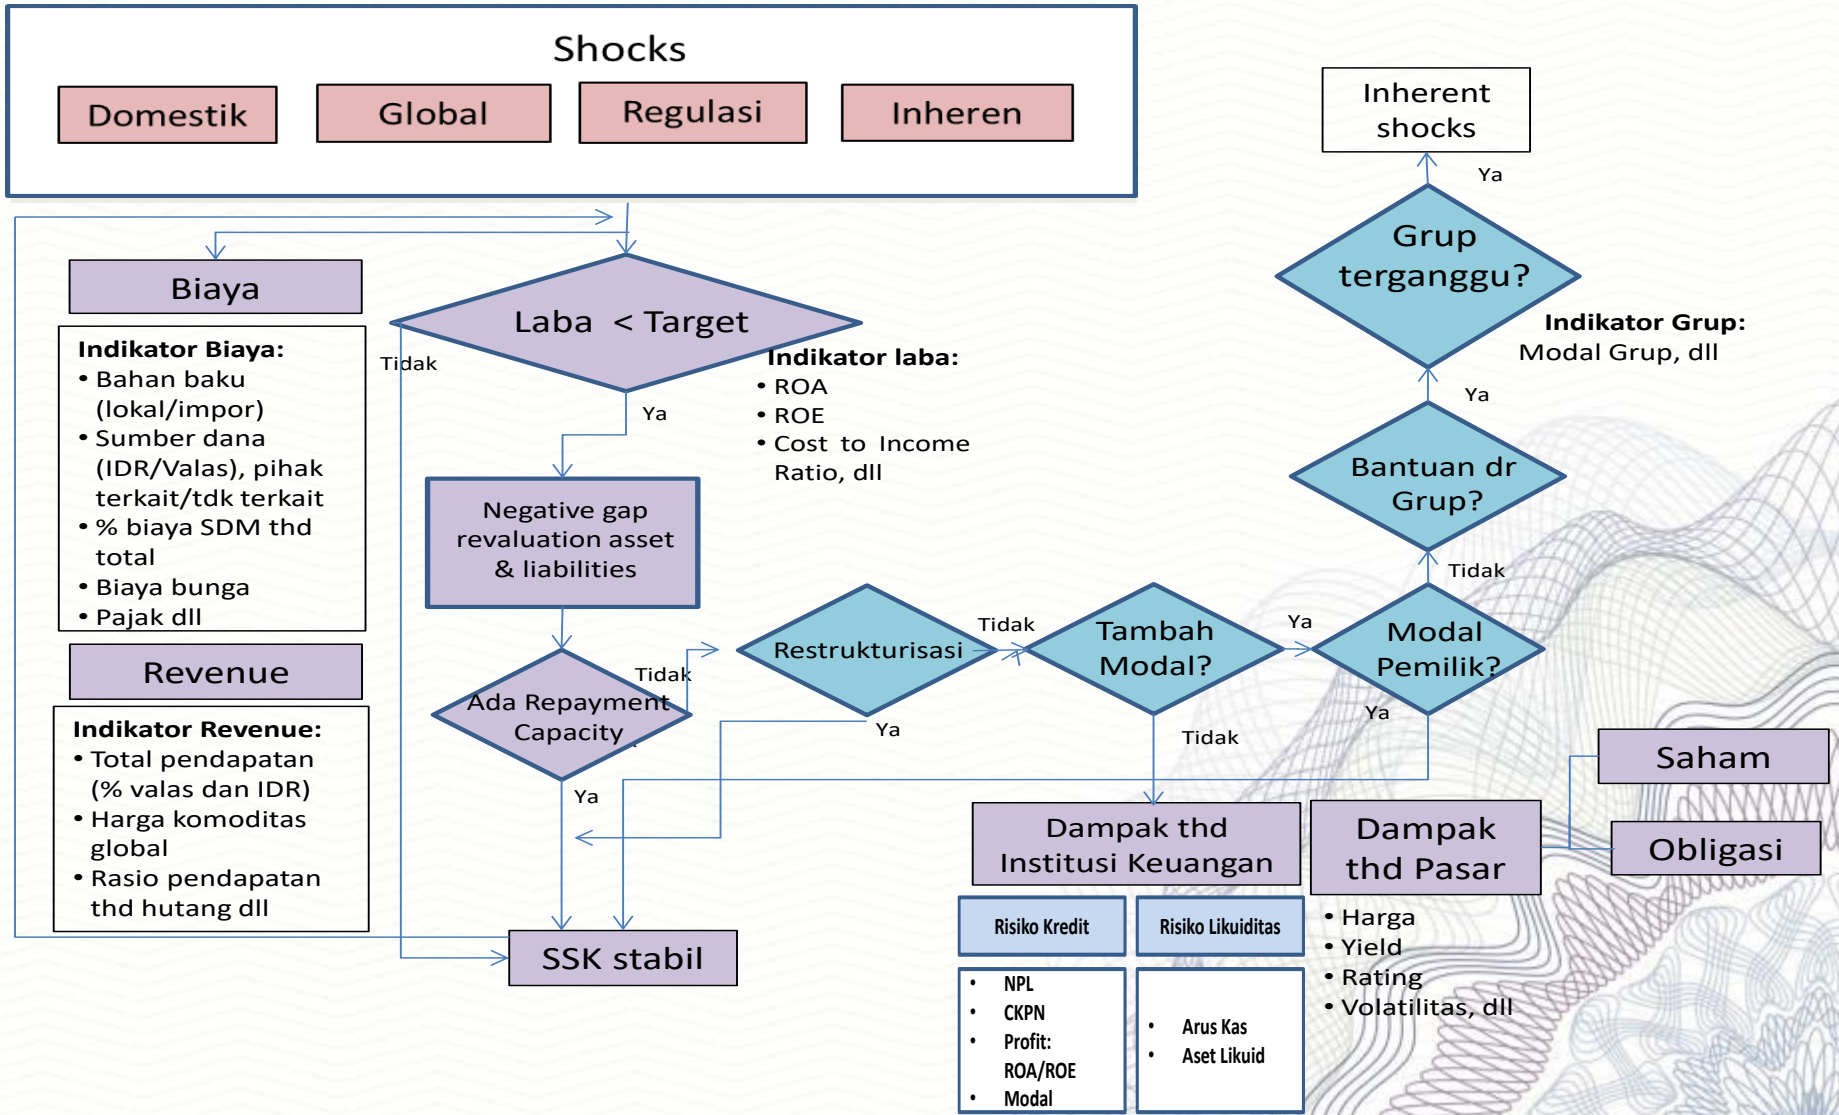 Shocks
Domestik
Global
Regulasi
Inheren
Biaya
Indikator Biaya:
• Bahan baku
(lokal/impor)
• Sumber dana
(IDR/Valas), pihak
terkait/tdk terkait
• % biaya SDM thd
total
• Biaya bunga
• Pajak dll
Revenue
Indikator Revenue:
• Total pendapatan
(% valas dan IDR)
• Harga komoditas
global
• Rasio pendapatan
thd hutang dll
Laba < Target
Tidak
Ya
Indikator laba:
• ROA
• ROE
• Cost to Income
Ratio, dll
Negative gap
revaluation asset
& liabilities
Ada Repayment
Capacity
Tidak
Ya
SSK stabil
Restrukturisasi
Tidak
Ya
Tambah
Modal?
Ya
Tidak
Modal
Pemilik?
Ya
Tidak
Bantuan dr
Grup?
Ya
Grup
terganggu?
Ya
Inherent
shocks
Indikator Grup:
Modal Grup, dll
Dampak thd
Institusi Keuangan
Risiko Kredit
• NPL
• CKPN
• Profit:
ROA/ROE
• Modal
Risiko Likuiditas
• Arus Kas
• Aset Likuid
Dampak
thd Pasar
• Harga
• Yield
• Rating
• Volatilitas, dll
Saham
Obligasi